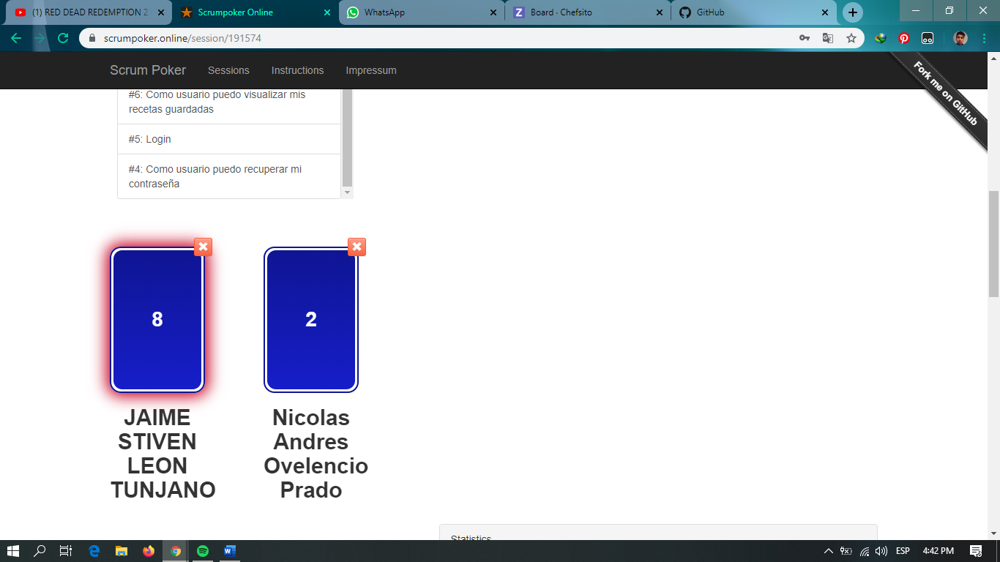 (1) RED DEAD REDEMPTION 2
Scrumpoker Online
WhatsApp
Board · Chefsito
GitHub
scrumpoker.online/session/191574
Scrum Poker
Sessions
Instructions
Impressum
Fork me on GitHub
#6: Como usuario puedo visualizar mis
recetas guardadas
#5: Login
#4: Como usuario puedo recuperar mi
contraseña
8
2
JAIME
STIVEN
LEON
TUNJANO
Nicolas
Andres
Ovelencio
Prado
Statistics
ESP
4:42 PM